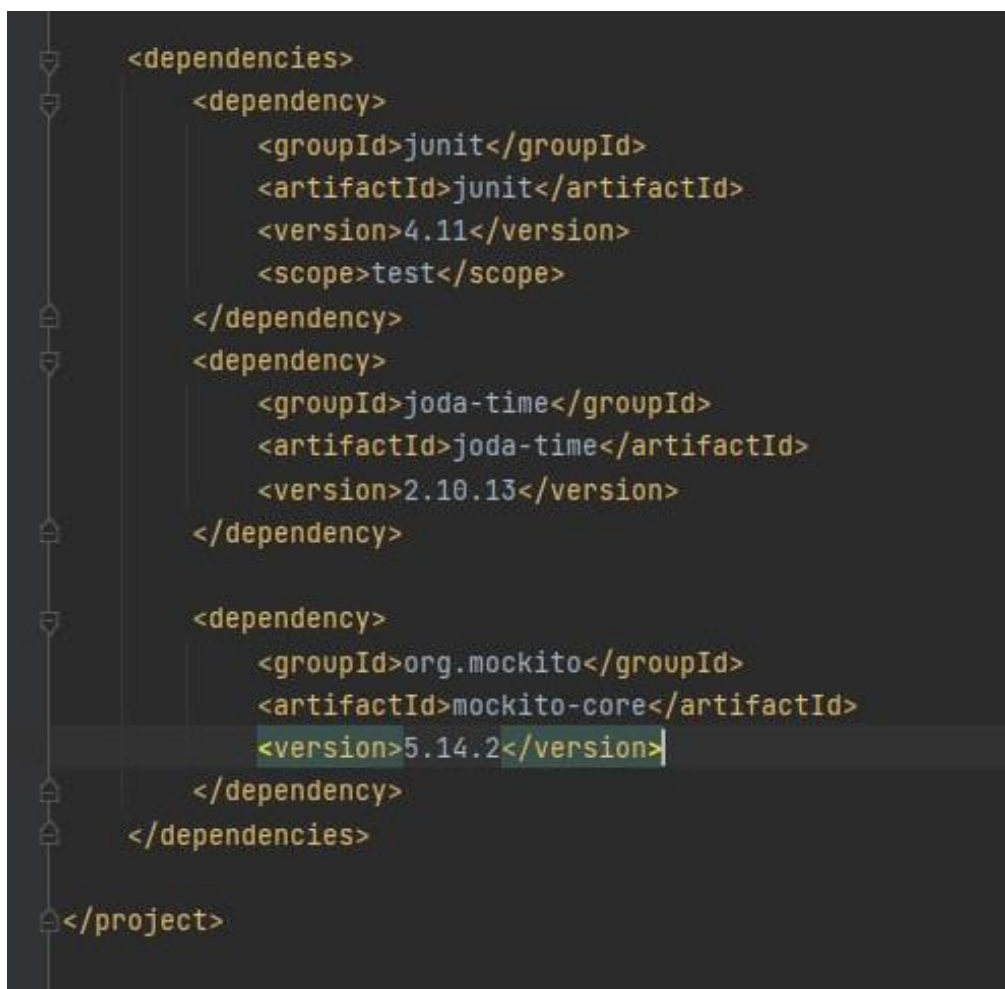 <dependencies>
<dependency>
<groupId>junit</groupId>
<artifactId>junit</artifactId>
<version>4.11</version>
<scope>test</scope>
</dependency>
<dependency>
<groupId>joda-time</groupId>
<artifactId>joda-time</artifactId>
<version>2.10.13</version>
</dependency>
<dependency>
<groupId>org.mockito</groupId>
<artifactId>mockito-core</artifactId>
<version>5.14.2</version>
</dependency>
</dependencies>
</project>